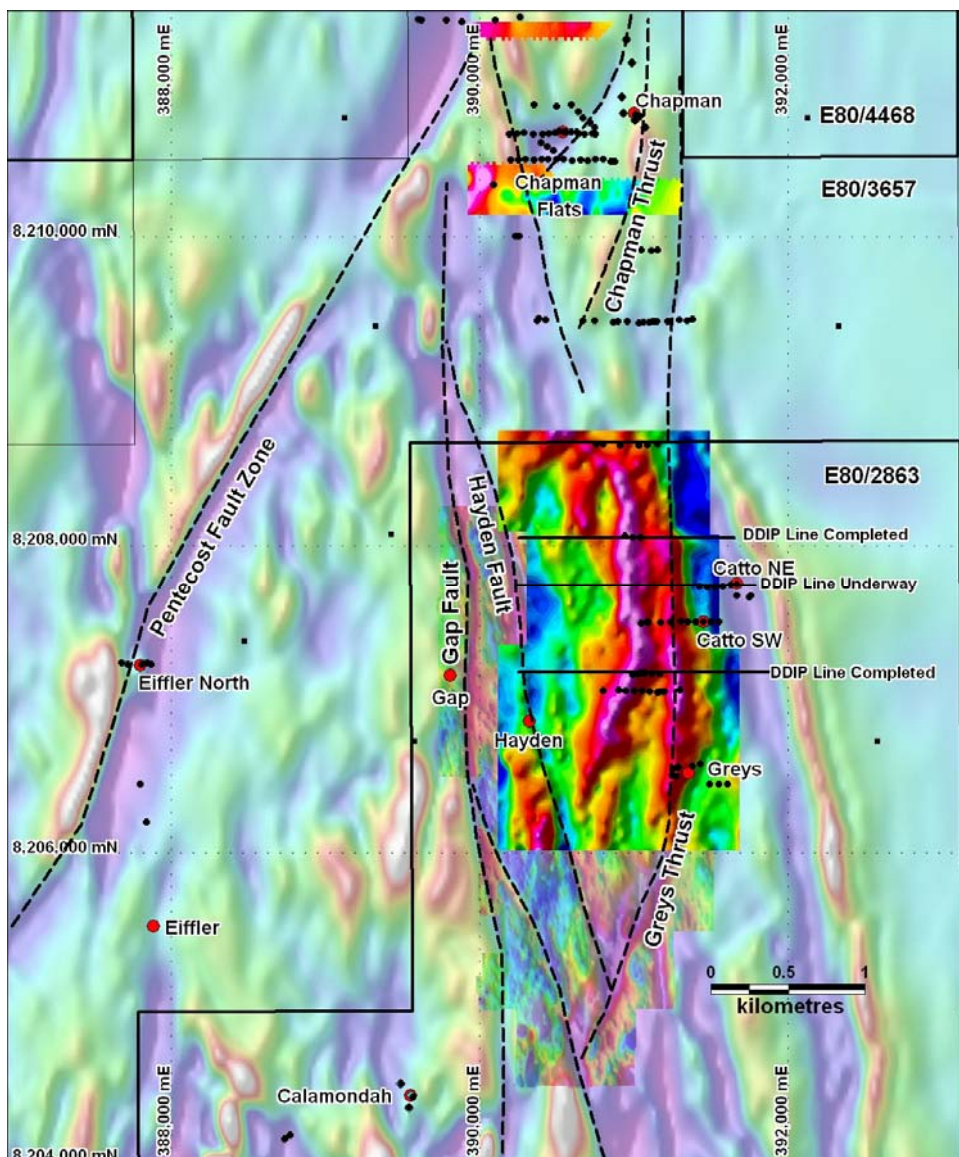 388,000 mE
390,000 mE
392,000 mE
Chapman
E80/4468
E80/3657
Chapman
Flats
Chapman Thrust
8,210,000 mN
Pentecost Fault Zone
Hayden Fault
E80/2863
8,208,000 mN
DDIP Line Completed
Catto NE
DDIP Line Underway
Gap Fault
Catto SW
Eiffler North
Gap
DDIP Line Completed
Hayden
Greys
8,206,000 mN
Greys Thrust
Eiffler
0 0.5 1
kilometres
388,000 mE
390,000 mE
392,000 mE
Calamondah
8,204,000 mN